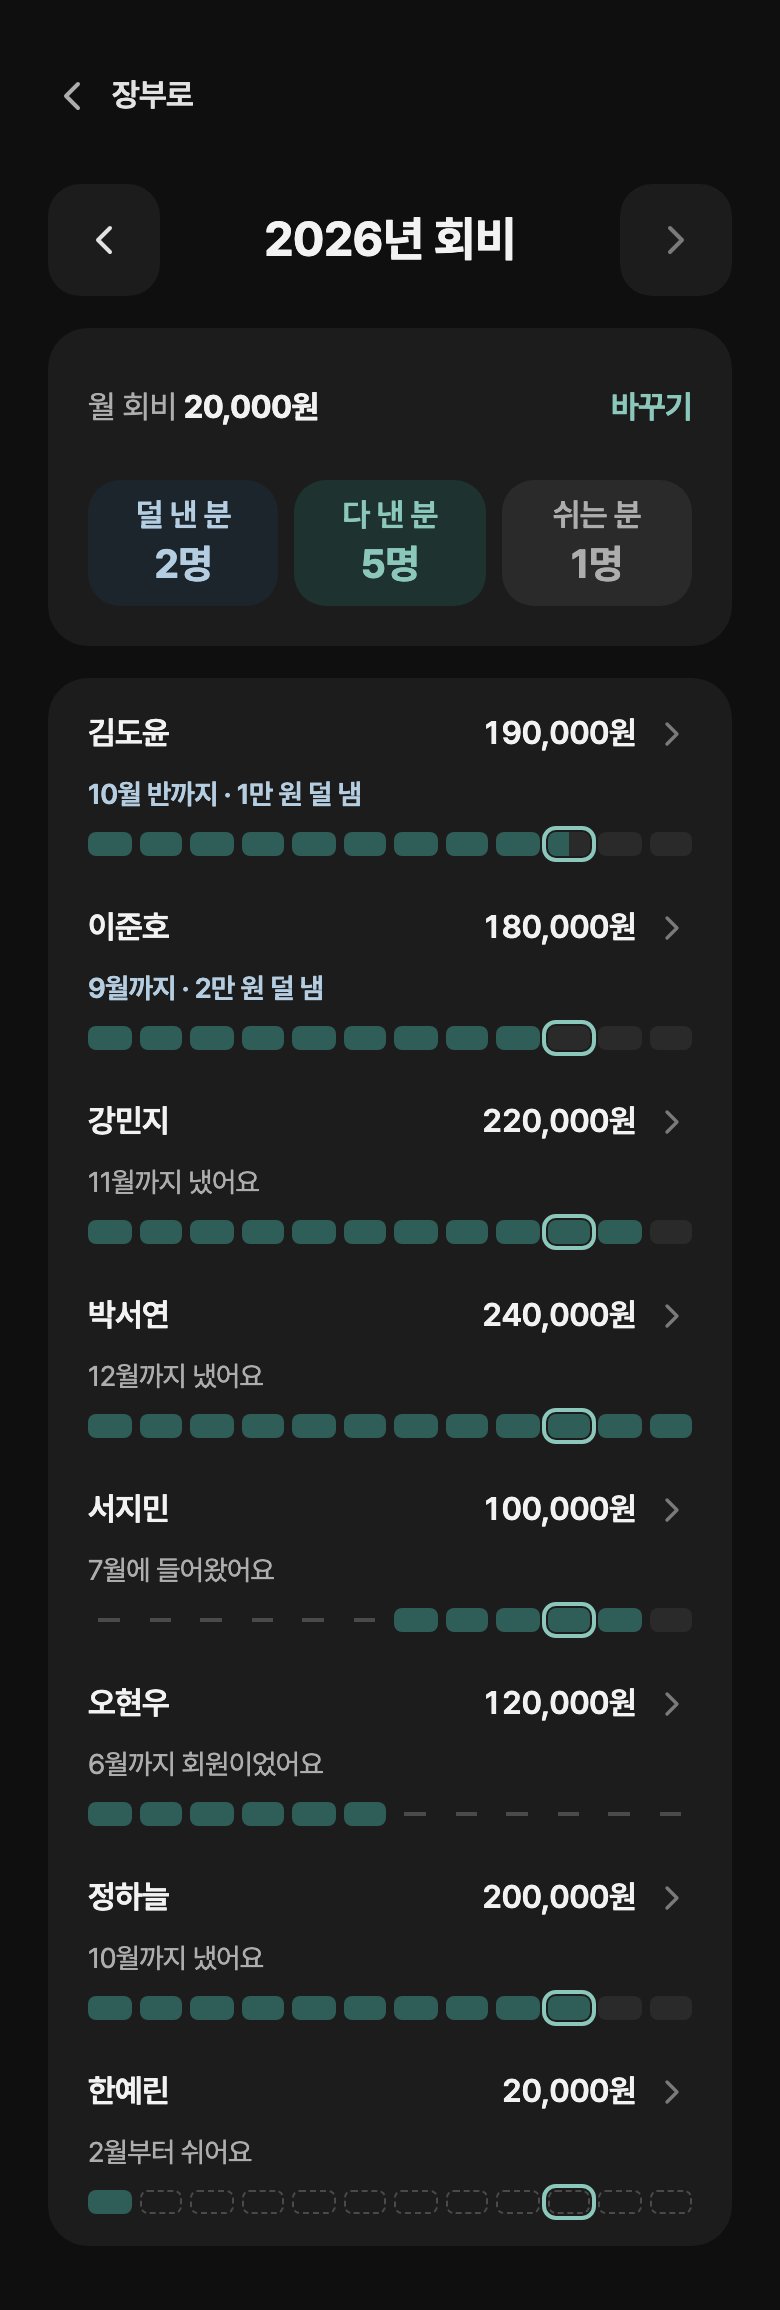 장부로
2026년 회비
월 회비 20,000원 바꾸기
덜 낸 분 다 낸 분 쉬는 분
2명 5명 1명
김도윤 190,000원
10월 반까지 · 1만 원 덜 냄
이준호 180,000원
9월까지 · 2만 원 덜 냄
강민지 220,000원
11월까지 냈어요
박서연 240,000원
12월까지 냈어요
서지민 100,000원
7월에 들어왔어요
오현우 120,000원
6월까지 회원이었어요
정하늘 200,000원
10월까지 냈어요
한예린 20,000원
2월부터 쉬어요